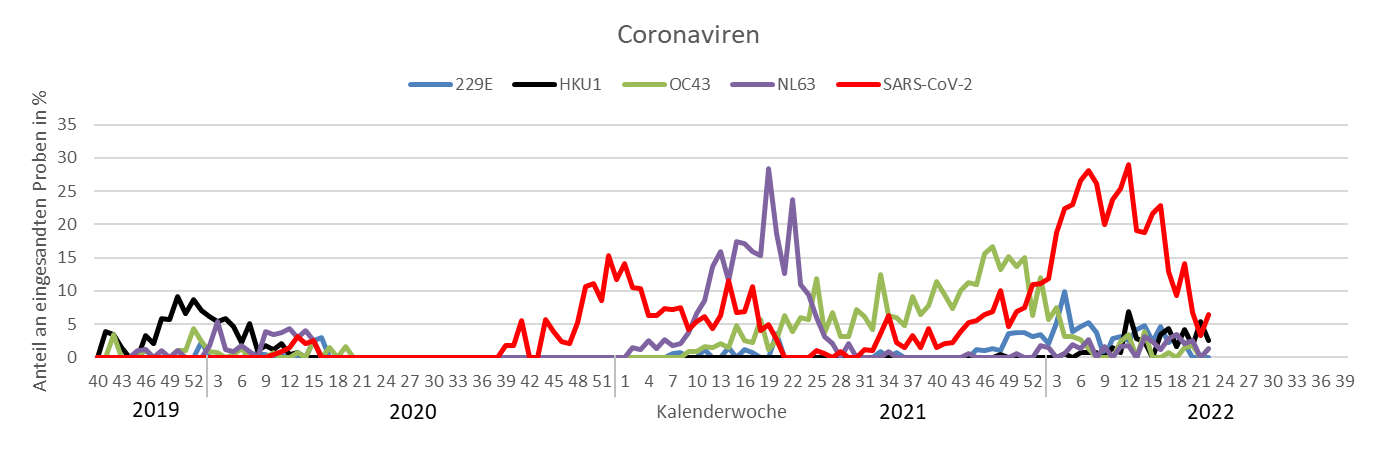 Coronaviren
229E HKU1 OC43 NL63 SARS-CoV-2
Anteil an eingesandten Proben in %
35
30
25
20
15
10
5
0
40 43 46 49 52 3 6 9 12 15 18 21 24 27 30 33 36 39 42 45 48 51 1 4 7 10 13 16 19 22 25 28 31 34 37 40 43 46 49 52 3 6 9 12 15 18 21 24 27 30 33 36 39
2019 2020 Kalenderwoche 2021 2022